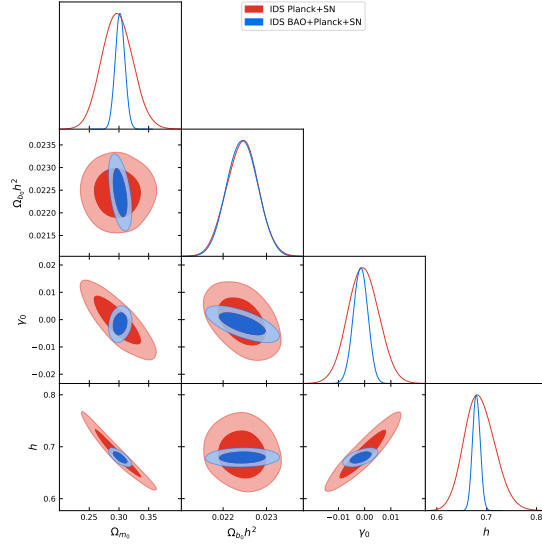 IDS Planck+SN
IDS BAO+Planck+SN
0.0235
0.0230
0.0225
0.0220
0.0215
Ω_{b_0}h^2
0.02
0.01
0.00
−0.01
−0.02
γ_0
0.8
0.7
0.6
h
0.25 0.30 0.35
0.022 0.023
−0.01 0.00 0.01
0.6 0.7 0.8
Ω_{m_0}
Ω_{b_0}h^2
γ_0
h